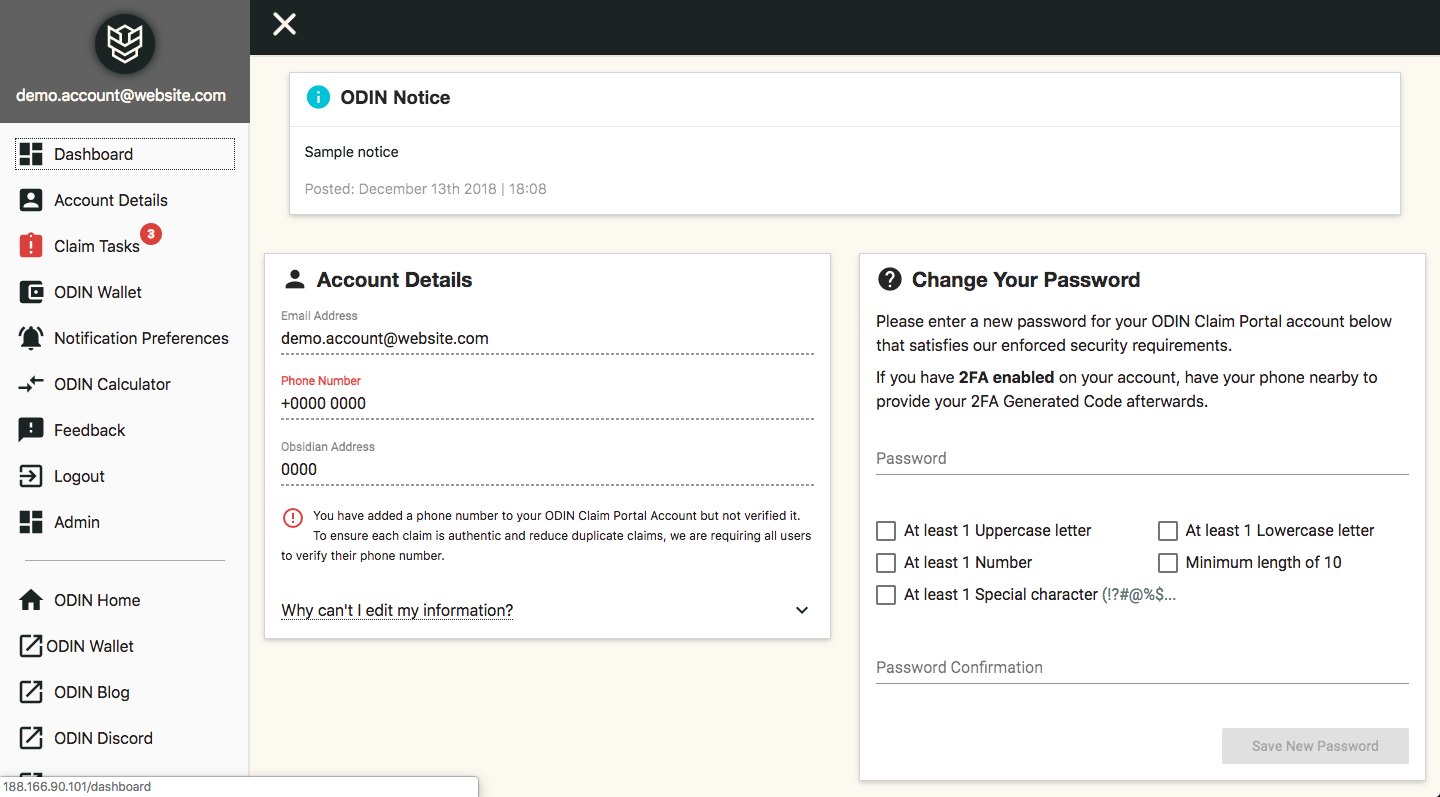 demo.account@website.com
Dashboard
Account Details
Claim Tasks 3
ODIN Wallet
Notification Preferences
ODIN Calculator
Feedback
Logout
Admin
ODIN Home
ODIN Wallet
ODIN Blog
ODIN Discord
188.166.90.101/dashboard
ODIN Notice
Sample notice
Posted: December 13th 2018 | 18:08
Account Details
Email Address
demo.account@website.com
Phone Number
+0000 0000
Obsidian Address
0000
You have added a phone number to your ODIN Claim Portal Account but not verified it.
To ensure each claim is authentic and reduce duplicate claims, we are requiring all users
to verify their phone number.
Why can't I edit my information?
Change Your Password
Please enter a new password for your ODIN Claim Portal account below
that satisfies our enforced security requirements.
If you have 2FA enabled on your account, have your phone nearby to
provide your 2FA Generated Code afterwards.
Password
At least 1 Uppercase letter
At least 1 Lowercase letter
At least 1 Number
Minimum length of 10
At least 1 Special character (!?#@%$...
Password Confirmation
Save New Password